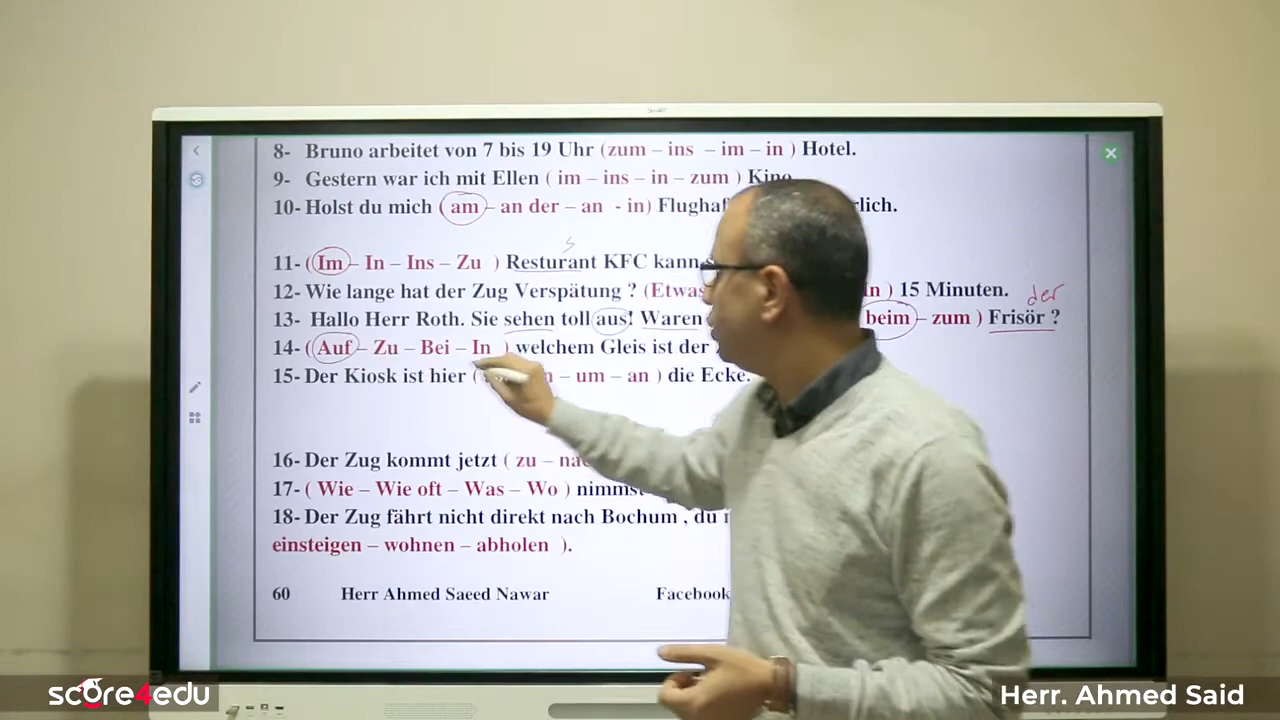 SMART
8- Bruno arbeitet von 7 bis 19 Uhr (zum – ins – im – in ) Hotel.
9- Gestern war ich mit Ellen ( im – ins – in – zum ) Kino
10- Holst du mich ( am – an der – an - in) Flughaf rlich.
s
11- ( Im – In – Ins – Zu ) Resturant KFC kann
der
12- Wie lange hat der Zug Verspätung ? (Etwas In ) 15 Minuten.
13- Hallo Herr Roth. Sie sehen toll aus! Waren beim – zum ) Frisör ?
14- ( Auf – Zu – Bei – In ) welchem Gleis ist der
15- Der Kiosk ist hier ( – um – an ) die Ecke.
16- Der Zug kommt jetzt ( zu – na
17- ( Wie – Wie oft – Was – Wo ) nimmst
18- Der Zug fährt nicht direkt nach Bochum , du
einsteigen – wohnen – abholen ).
60 Herr Ahmed Saeed Nawar Facebook
score4edu
Herr. Ahmed Said